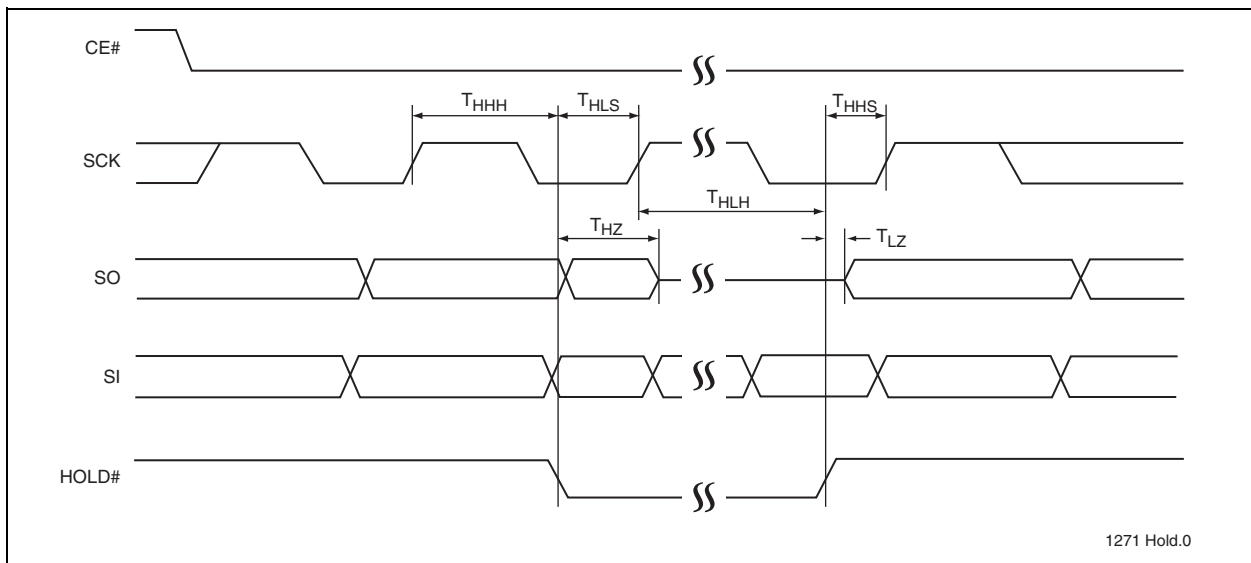 CE#
T_HHH
T_HLS
T_HHS
SCK
T_HLH
T_HZ
T_LZ
SO
SI
HOLD#
1271 Hold.0